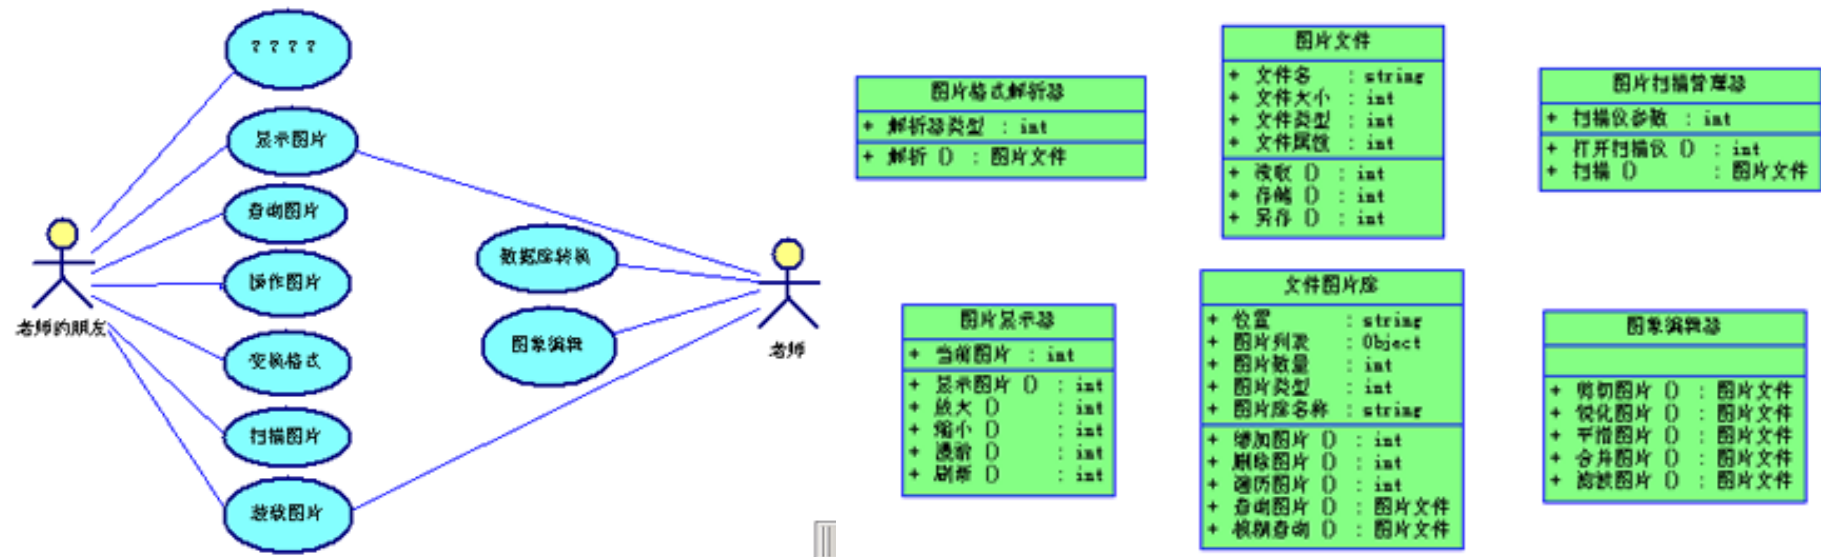 ? ? ? ?
显示图片
查询图片
操作图片
变换格式
扫描图片
装载图片
老师的朋友
数据库转换
图象编辑
老师
图片格式解析器
+ 解析器类型 : int
+ 解析 () : 图片文件
图片文件
+ 文件名 : string
+ 文件大小 : int
+ 文件类型 : int
+ 文件属性 : int
+ 读取 () : int
+ 存储 () : int
+ 另存 () : int
图片扫描管理器
+ 扫描仪参数 : int
+ 打开扫描仪 () : int
+ 扫描 () : 图片文件
图片显示器
+ 当前图片 : int
+ 显示图片 () : int
+ 放大 () : int
+ 缩小 () : int
+ 漫游 () : int
+ 刷新 () : int
文件图片库
+ 位置 : string
+ 图片列表 : Object
+ 图片数量 : int
+ 图片类型 : int
+ 图片库名称 : string
+ 增加图片 () : int
+ 删除图片 () : int
+ 遍历图片 () : int
+ 查询图片 () : 图片文件
+ 模糊查询 () : 图片文件
图象编辑器
+ 剪切图片 () : 图片文件
+ 锐化图片 () : 图片文件
+ 平滑图片 () : 图片文件
+ 合并图片 () : 图片文件
+ 滤波图片 () : 图片文件